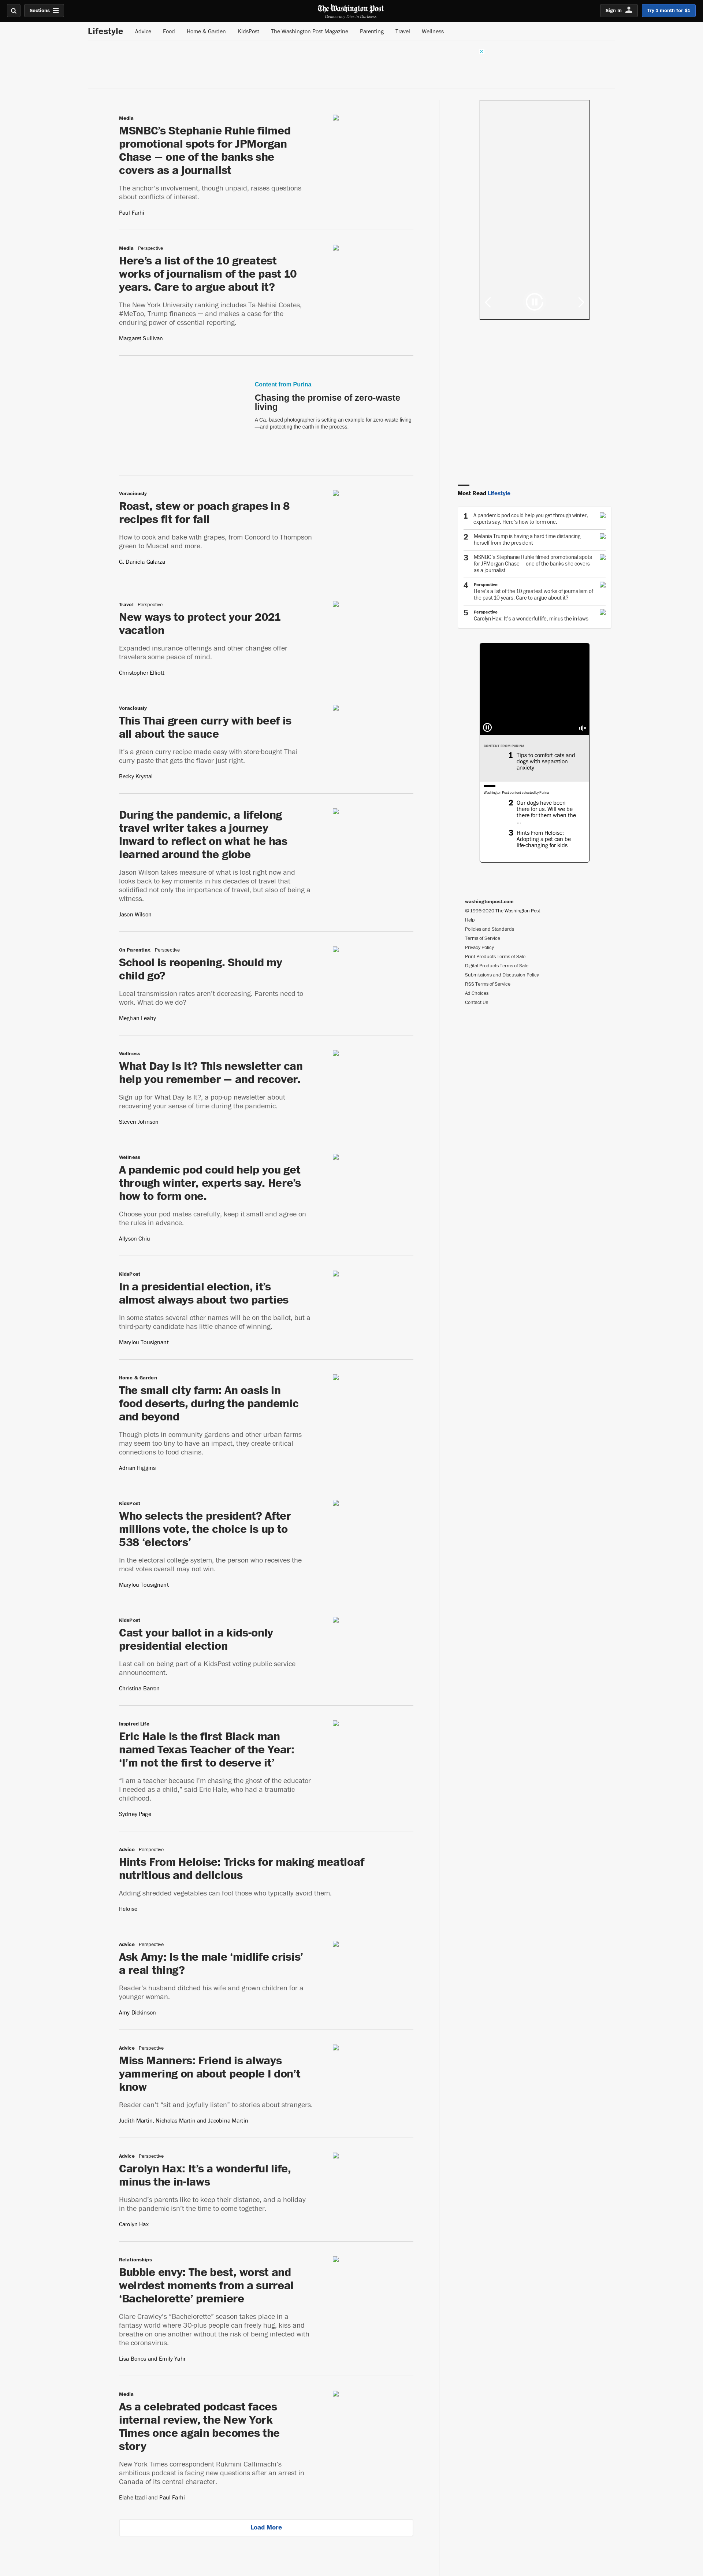 Sections
The Washington Post
Democracy Dies in Darkness
Sign In
Try 1 month for $1
Lifestyle
Advice
Food
Home & Garden
KidsPost
The Washington Post Magazine
Parenting
Travel
Wellness
Media
MSNBC’s Stephanie Ruhle filmed
promotional spots for JPMorgan
Chase — one of the banks she
covers as a journalist
The anchor’s involvement, though unpaid, raises questions
about conflicts of interest.
Paul Farhi
Media Perspective
Here’s a list of the 10 greatest
works of journalism of the past 10
years. Care to argue about it?
The New York University ranking includes Ta-Nehisi Coates,
#MeToo, Trump finances — and makes a case for the
enduring power of essential reporting.
Margaret Sullivan
Content from Purina
Chasing the promise of zero-waste
living
A Ca.-based photographer is setting an example for zero-waste living
—and protecting the earth in the process.
Voraciously
Roast, stew or poach grapes in 8
recipes fit for fall
How to cook and bake with grapes, from Concord to Thompson
green to Muscat and more.
G. Daniela Galarza
Travel Perspective
New ways to protect your 2021
vacation
Expanded insurance offerings and other changes offer
travelers some peace of mind.
Christopher Elliott
Voraciously
This Thai green curry with beef is
all about the sauce
It’s a green curry recipe made easy with store-bought Thai
curry paste that gets the flavor just right.
Becky Krystal
During the pandemic, a lifelong
travel writer takes a journey
inward to reflect on what he has
learned around the globe
Jason Wilson takes measure of what is lost right now and
looks back to key moments in his decades of travel that
solidified not only the importance of travel, but also of being a
witness.
Jason Wilson
On Parenting Perspective
School is reopening. Should my
child go?
Local transmission rates aren’t decreasing. Parents need to
work. What do we do?
Meghan Leahy
Wellness
What Day Is It? This newsletter can
help you remember — and recover.
Sign up for What Day Is It?, a pop-up newsletter about
recovering your sense of time during the pandemic.
Steven Johnson
Wellness
A pandemic pod could help you get
through winter, experts say. Here’s
how to form one.
Choose your pod mates carefully, keep it small and agree on
the rules in advance.
Allyson Chiu
KidsPost
In a presidential election, it’s
almost always about two parties
In some states several other names will be on the ballot, but a
third-party candidate has little chance of winning.
Marylou Tousignant
Home & Garden
The small city farm: An oasis in
food deserts, during the pandemic
and beyond
Though plots in community gardens and other urban farms
may seem too tiny to have an impact, they create critical
connections to food chains.
Adrian Higgins
KidsPost
Who selects the president? After
millions vote, the choice is up to
538 ‘electors’
In the electoral college system, the person who receives the
most votes overall may not win.
Marylou Tousignant
KidsPost
Cast your ballot in a kids-only
presidential election
Last call on being part of a KidsPost voting public service
announcement.
Christina Barron
Inspired Life
Eric Hale is the first Black man
named Texas Teacher of the Year:
‘I’m not the first to deserve it’
“I am a teacher because I’m chasing the ghost of the educator
I needed as a child,” said Eric Hale, who had a traumatic
childhood.
Sydney Page
Advice Perspective
Hints From Heloise: Tricks for making meatloaf
nutritious and delicious
Adding shredded vegetables can fool those who typically avoid them.
Heloise
Advice Perspective
Ask Amy: Is the male ‘midlife crisis’
a real thing?
Reader’s husband ditched his wife and grown children for a
younger woman.
Amy Dickinson
Advice Perspective
Miss Manners: Friend is always
yammering on about people I don’t
know
Reader can’t “sit and joyfully listen” to stories about strangers.
Judith Martin, Nicholas Martin and Jacobina Martin
Advice Perspective
Carolyn Hax: It’s a wonderful life,
minus the in-laws
Husband’s parents like to keep their distance, and a holiday
in the pandemic isn’t the time to come together.
Carolyn Hax
Relationships
Bubble envy: The best, worst and
weirdest moments from a surreal
‘Bachelorette’ premiere
Clare Crawley’s “Bachelorette” season takes place in a
fantasy world where 30-plus people can freely hug, kiss and
breathe on one another without the risk of being infected with
the coronavirus.
Lisa Bonos and Emily Yahr
Media
As a celebrated podcast faces
internal review, the New York
Times once again becomes the
story
New York Times correspondent Rukmini Callimachi’s
ambitious podcast is facing new questions after an arrest in
Canada of its central character.
Elahe Izadi and Paul Farhi
Load More
Most Read Lifestyle
1 A pandemic pod could help you get through winter,
experts say. Here’s how to form one.
2 Melania Trump is having a hard time distancing
herself from the president
3 MSNBC’s Stephanie Ruhle filmed promotional spots
for JPMorgan Chase — one of the banks she covers
as a journalist
4 Perspective
Here’s a list of the 10 greatest works of journalism of
the past 10 years. Care to argue about it?
5 Perspective
Carolyn Hax: It’s a wonderful life, minus the in-laws
CONTENT FROM PURINA
1 Tips to comfort cats and
dogs with separation
anxiety
Washington Post content selected by Purina
2 Our dogs have been
there for us. Will we be
there for them when the
...
3 Hints From Heloise:
Adopting a pet can be
life-changing for kids
washingtonpost.com
© 1996-2020 The Washington Post
Help
Policies and Standards
Terms of Service
Privacy Policy
Print Products Terms of Sale
Digital Products Terms of Sale
Submissions and Discussion Policy
RSS Terms of Service
Ad Choices
Contact Us